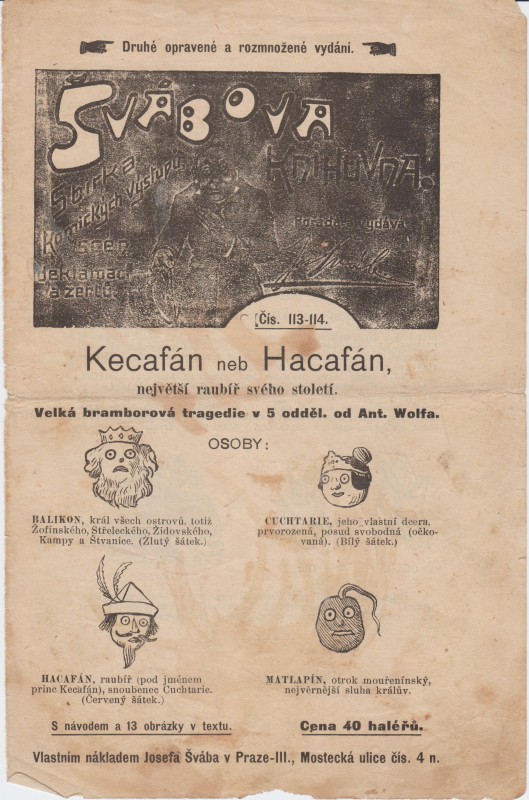 Druhé opravené a rozmnožené vydání.
ŠVÁBOVA
KNIHOVNA.
Sbírka
Komických výstupů,
scen
deklamací
a žertů.
Pořádá a vydává
Čís. 113-114.
Kecafán neb Hacafán,
největší raubíř svého století.
Velká bramborová tragedie v 5 odděl. od Ant. Wolfa.
OSOBY:
BALIKON, král všech ostrovů, totiž
Žofínského, Střeleckého, Židovského,
Kampy a Štvanice. (Žlutý šátek.)
CUCHTARIE, jeho vlastní dcera,
prvorozená, posud svobodná (očko-
vaná). (Bílý šátek.)
HACAFÁN, raubíř (pod jménem
princ Kecafán), snoubenec Cuchtarie.
(Červený šátek.)
MATLAPÍN, otrok mouřenínský,
nejvěrnější sluha králův.
S návodem a 13 obrázky v textu.
Cena 40 haléřů.
Vlastním nákladem Josefa Švába v Praze-III., Mostecká ulice čís. 4 n.